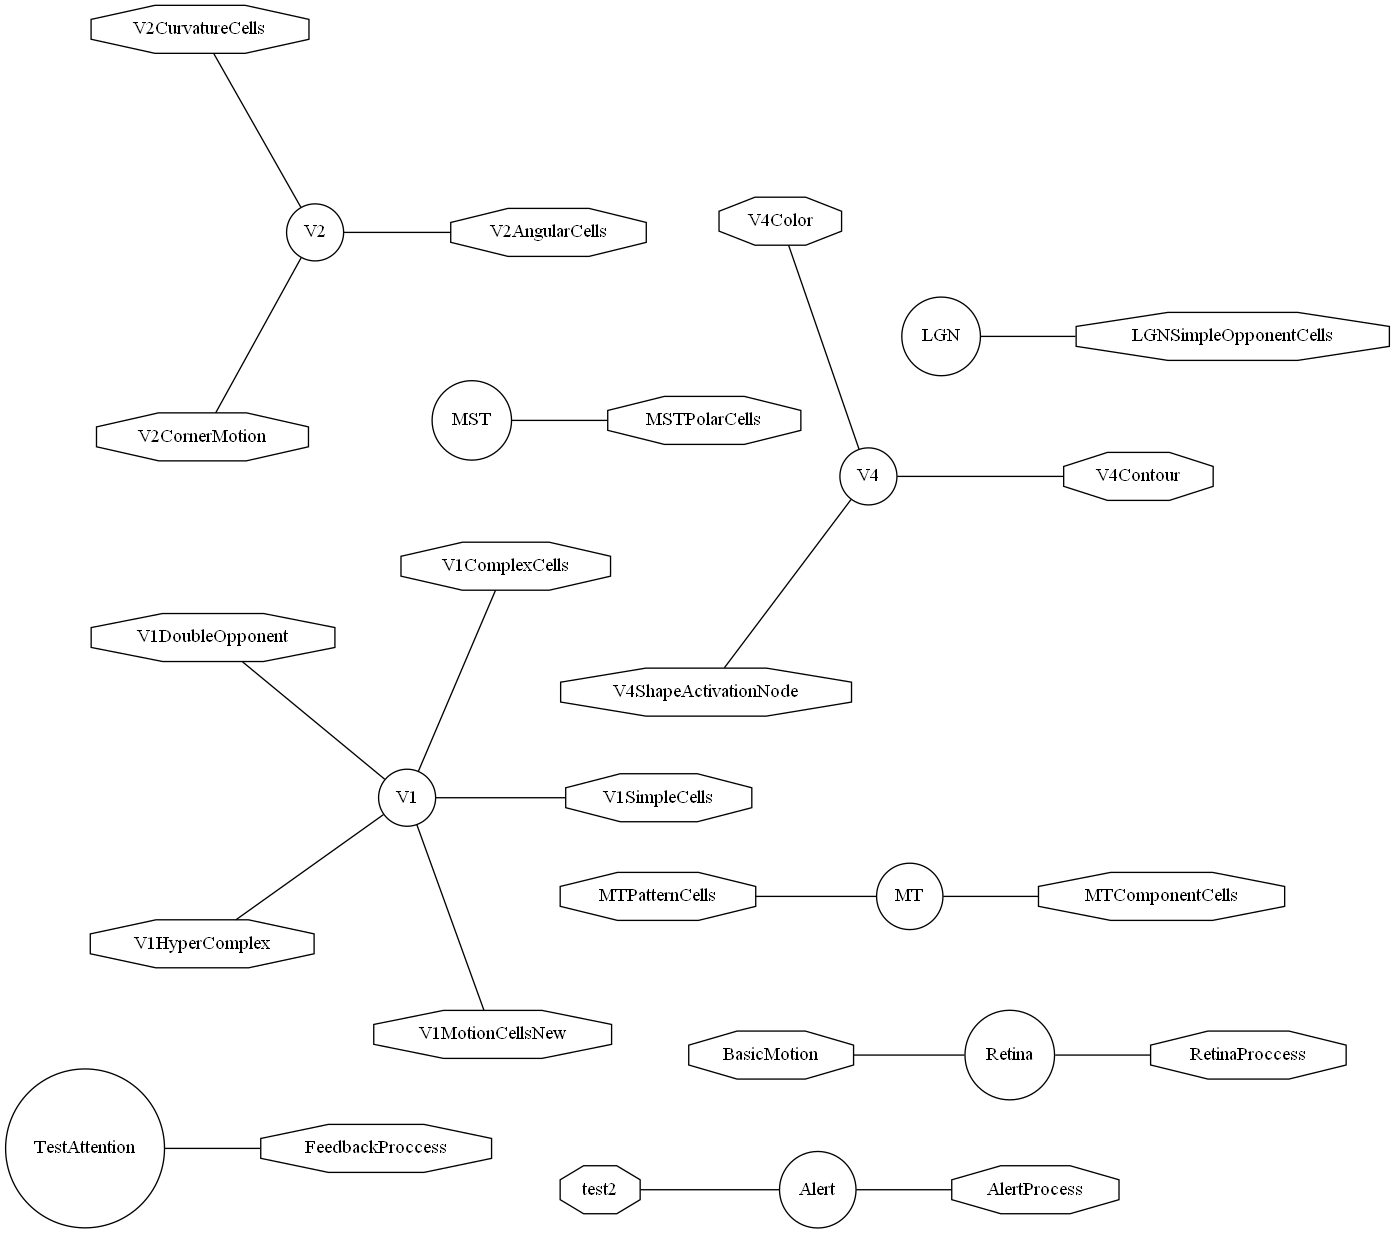 V2CurvatureCells
V2
V2AngularCells
V2CornerMotion
V4Color
LGN
LGNSimpleOpponentCells
MST
MSTPolarCells
V4
V4Contour
V1ComplexCells
V1DoubleOpponent
V4ShapeActivationNode
V1
V1SimpleCells
MTPatternCells
MT
MTComponentCells
V1HyperComplex
V1MotionCellsNew
BasicMotion
Retina
RetinaProccess
TestAttention
FeedbackProccess
test2
Alert
AlertProcess